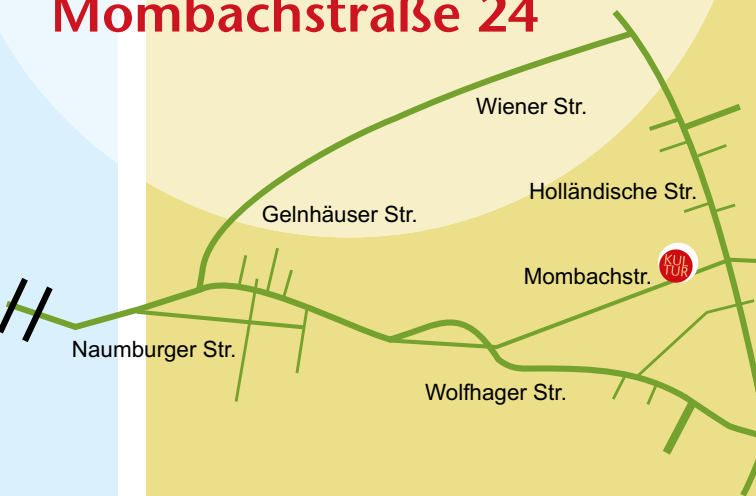 Mombachstraße 24
Wiener Str.
Holländische Str.
Gelnhäuser Str.
KUL
TUR
Mombachstr.
Naumburger Str.
Wolfhager Str.